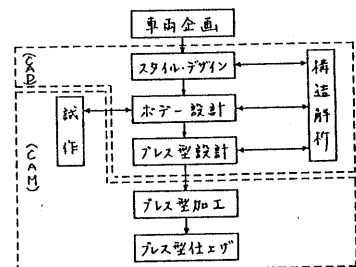 車両企画
(CAD)
スタイル・デザイン
構造解析
試作
ボデー設計
プレス型設計
(CAM)
プレス型加工
プレス型仕上げ